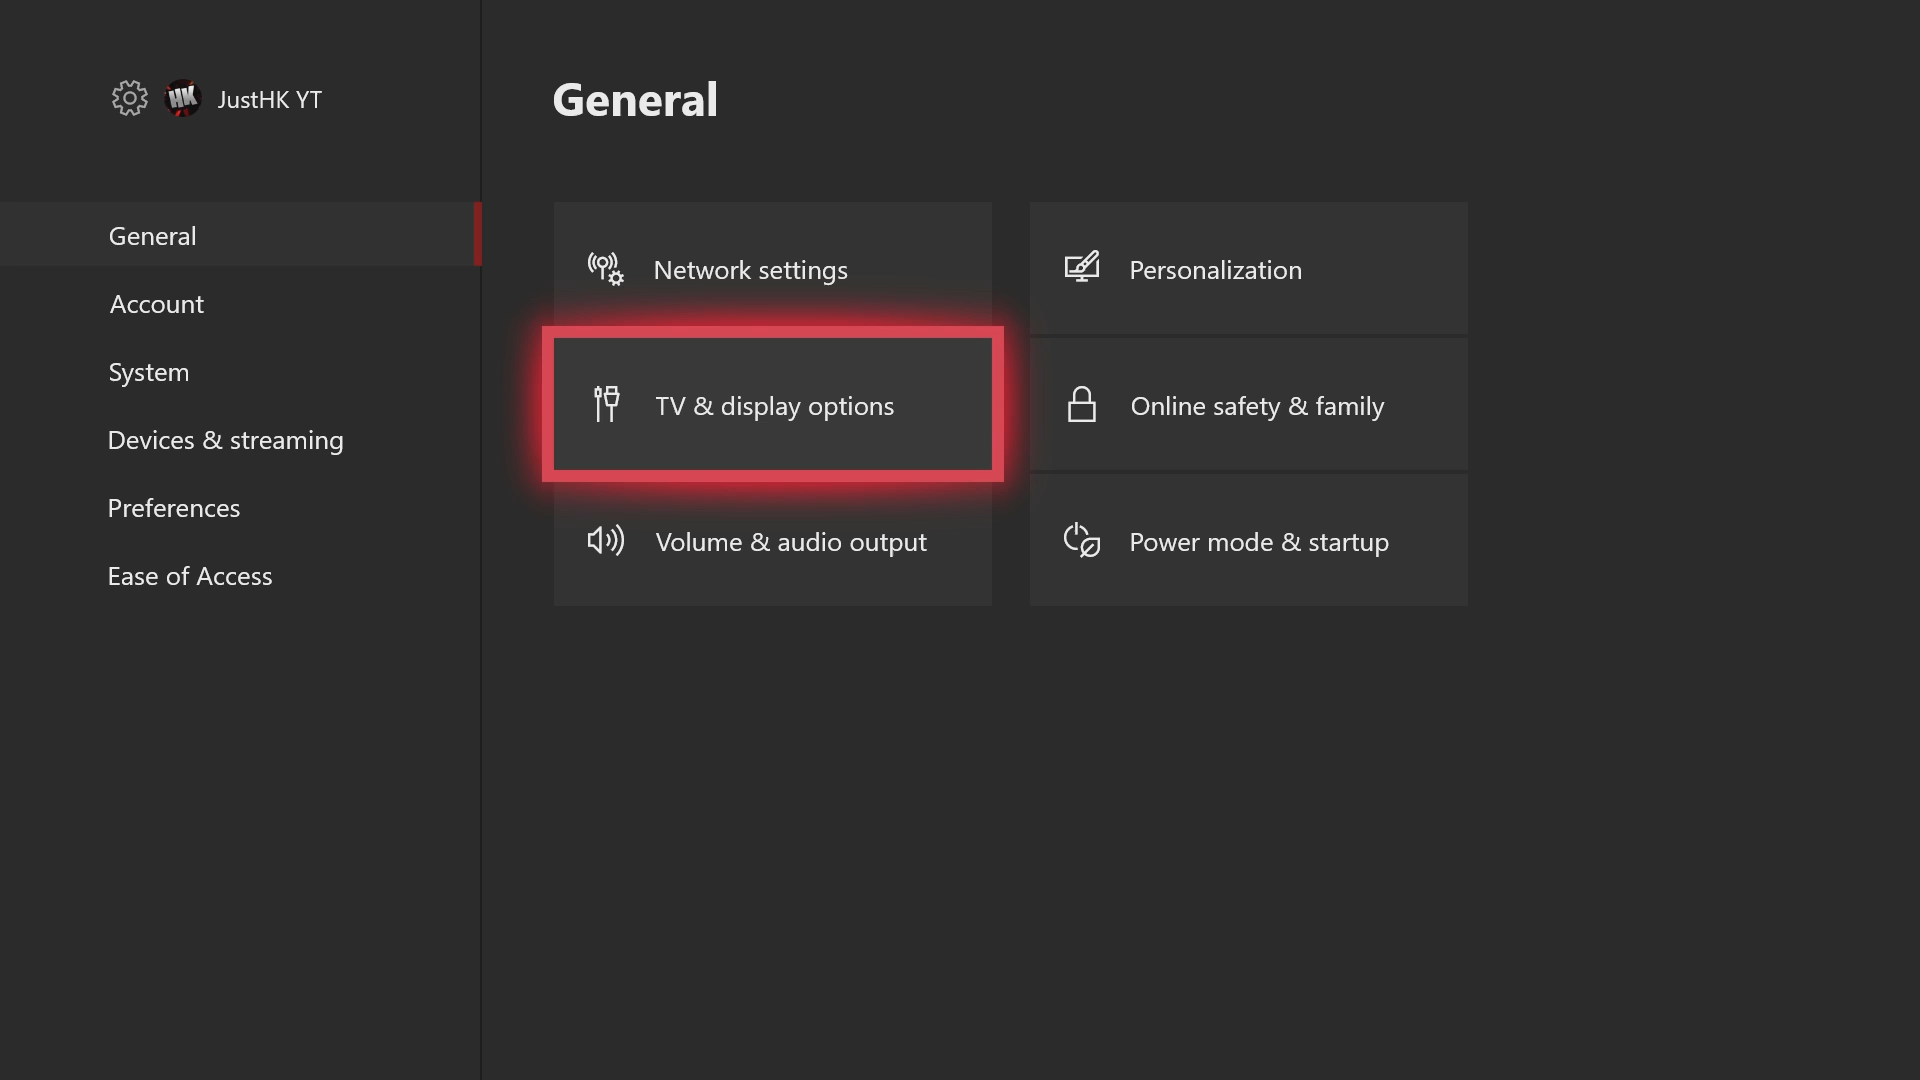 HK JustHK YT
General
Account
System
Devices & streaming
Preferences
Ease of Access
General
Network settings
Personalization
TV & display options
Online safety & family
Volume & audio output
Power mode & startup